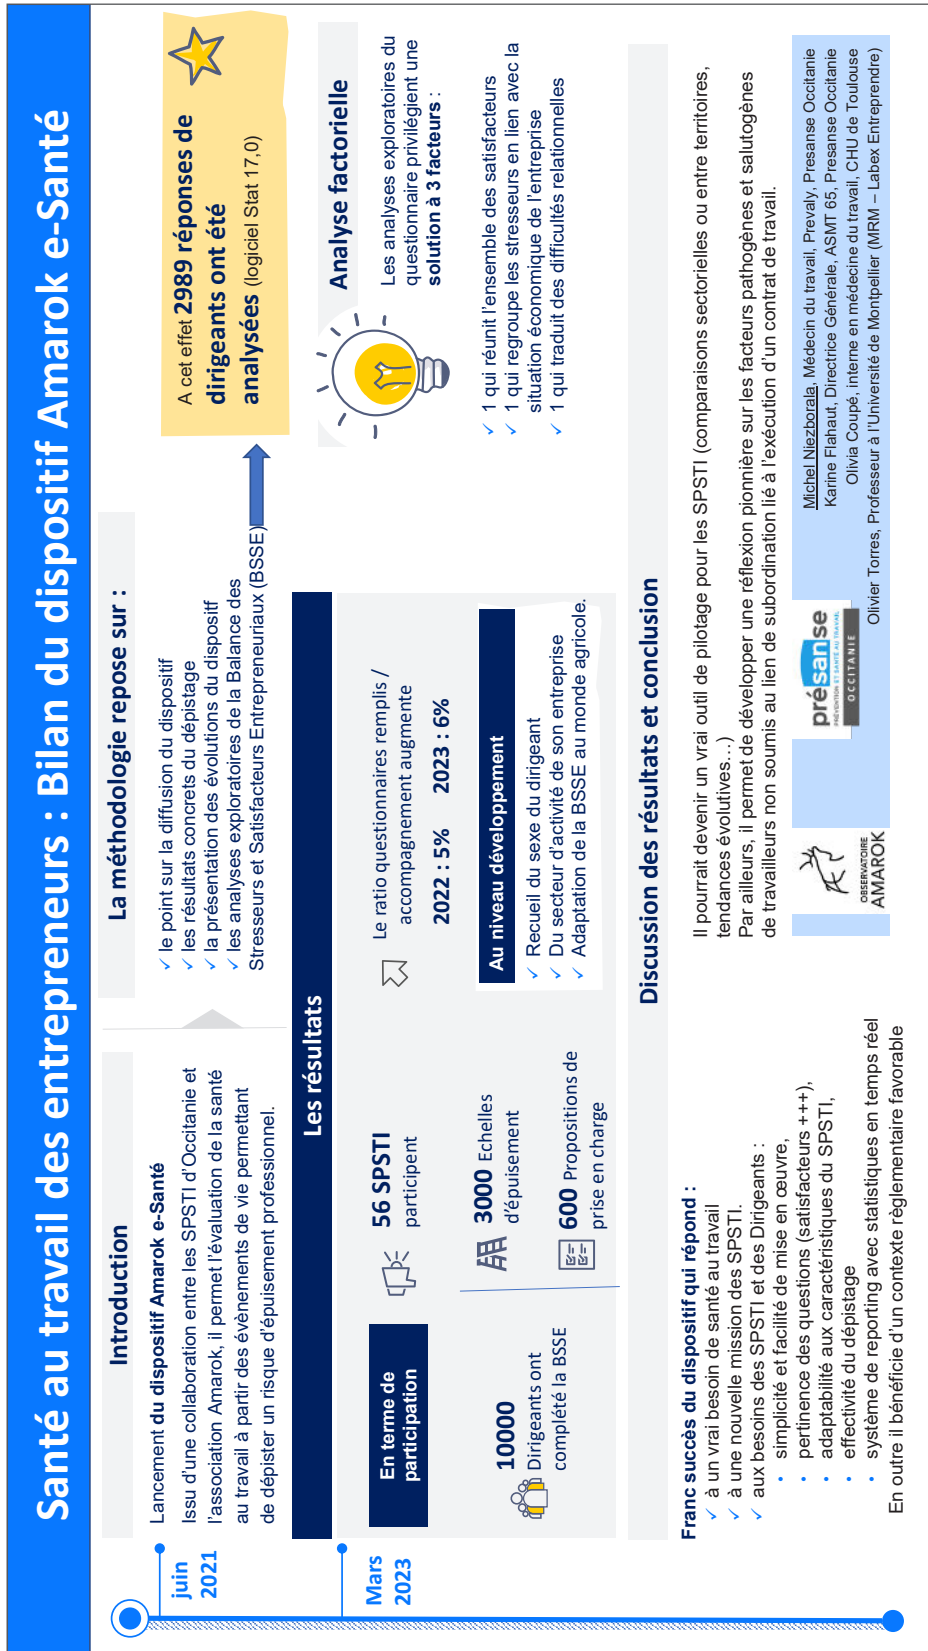 Santé au travail des entrepreneurs : Bilan du dispositif Amarok e-Santé
juin
2021
Introduction
Lancement du dispositif Amarok e-Santé
Issu d'une collaboration entre les SPSTI d'Occitanie et
l'association Amarok, il permet l'évaluation de la santé
au travail à partir des évènements de vie permettant
de dépister un risque d'épuisement professionnel.
La méthodologie repose sur :
✓ le point sur la diffusion du dispositif
✓ les résultats concrets du dépistage
✓ la présentation des évolutions du dispositf
✓ les analyses exploratoires de la Balance des
Stresseurs et Satisfacteurs Entrepreneuriaux (BSSE)
A cet effet 2989 réponses de
dirigeants ont été
analysées (logiciel Stat 17,0)
Mars
2023
Les résultats
En terme de
participation
56 SPSTI
participent
10000
Dirigeants ont
complété la BSSE
3000 Echelles
d'épuisement
600 Propositions de
prise en charge
Le ratio questionnaires remplis /
accompagnement augmente
2022 : 5% 2023 : 6%
Au niveau développement
✓ Recueil du sexe du dirigeant
✓ Du secteur d'activité de son entreprise
✓ Adaptation de la BSSE au monde agricole.
Analyse factorielle
Les analyses exploratoires du
questionnaire privilégient une
solution à 3 facteurs :
✓ 1 qui réunit l'ensemble des satisfacteurs
✓ 1 qui regroupe les stresseurs en lien avec la
situation économique de l'entreprise
✓ 1 qui traduit des difficultés relationnelles
Discussion des résultats et conclusion
Franc succès du dispositif qui répond :
✓ à un vrai besoin de santé au travail
✓ à une nouvelle mission des SPSTI.
✓ aux besoins des SPSTI et des Dirigeants :
• simplicité et facilité de mise en œuvre,
• pertinence des questions (satisfacteurs +++),
• adaptabilité aux caractéristiques du SPSTI,
• effectivité du dépistage
• système de reporting avec statistiques en temps réel
En outre il bénéficie d'un contexte règlementaire favorable
Il pourrait devenir un vrai outil de pilotage pour les SPSTI (comparaisons sectorielles ou entre territoires,
tendances évolutives…)
Par ailleurs, il permet de développer une réflexion pionnière sur les facteurs pathogènes et salutogènes
de travailleurs non soumis au lien de subordination lié à l'exécution d'un contrat de travail.
OBSERVATOIRE
AMAROK
présanse
PRÉVENTION ET SANTÉ AU TRAVAIL
OCCITANIE
Michel Niezborala, Médecin du travail, Prevaly, Presanse Occitanie
Karine Flahaut, Directrice Générale, ASMT 65, Presanse Occitanie
Olivia Coupé, interne en médecine du travail, CHU de Toulouse
Olivier Torres, Professeur à l'Université de Montpellier (MRM – Labex Entreprendre)